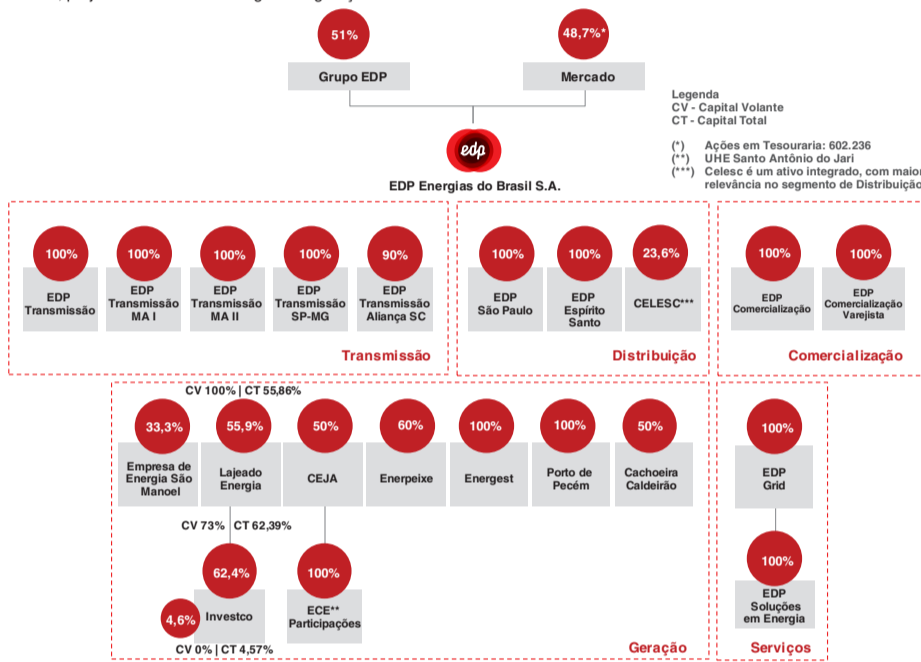 51%
48,7%*
Grupo EDP
Mercado
Legenda
CV - Capital Volante
CT - Capital Total
(*) Ações em Tesouraria: 602.236
(**) UHE Santo Antônio do Jari
(***) Celesc é um ativo integrado, com maior
relevância no segmento de Distribuição
edp
EDP Energias do Brasil S.A.
100%
EDP
Transmissão
100%
EDP
Transmissão
MA I
100%
EDP
Transmissão
MA II
100%
EDP
Transmissão
SP-MG
90%
EDP
Transmissão
Aliança SC
Transmissão
100%
EDP
São Paulo
100%
EDP
Espírito
Santo
23,6%
CELESC***
Distribuição
100%
EDP
Comercialização
100%
EDP
Comercialização
Varejista
Comercialização
CV 100% | CT 55,86%
33,3%
Empresa de
Energia São
Manoel
55,9%
Lajeado
Energia
50%
CEJA
60%
Enerpeixe
100%
Energest
100%
Porto de
Pecém
50%
Cachoeira
Caldeirão
CV 73% | CT 62,39%
62,4%
4,6%
Investco
CV 0% | CT 4,57%
100%
ECE**
Participações
Geração
100%
EDP
Grid
100%
EDP
Soluções
em Energia
Serviços